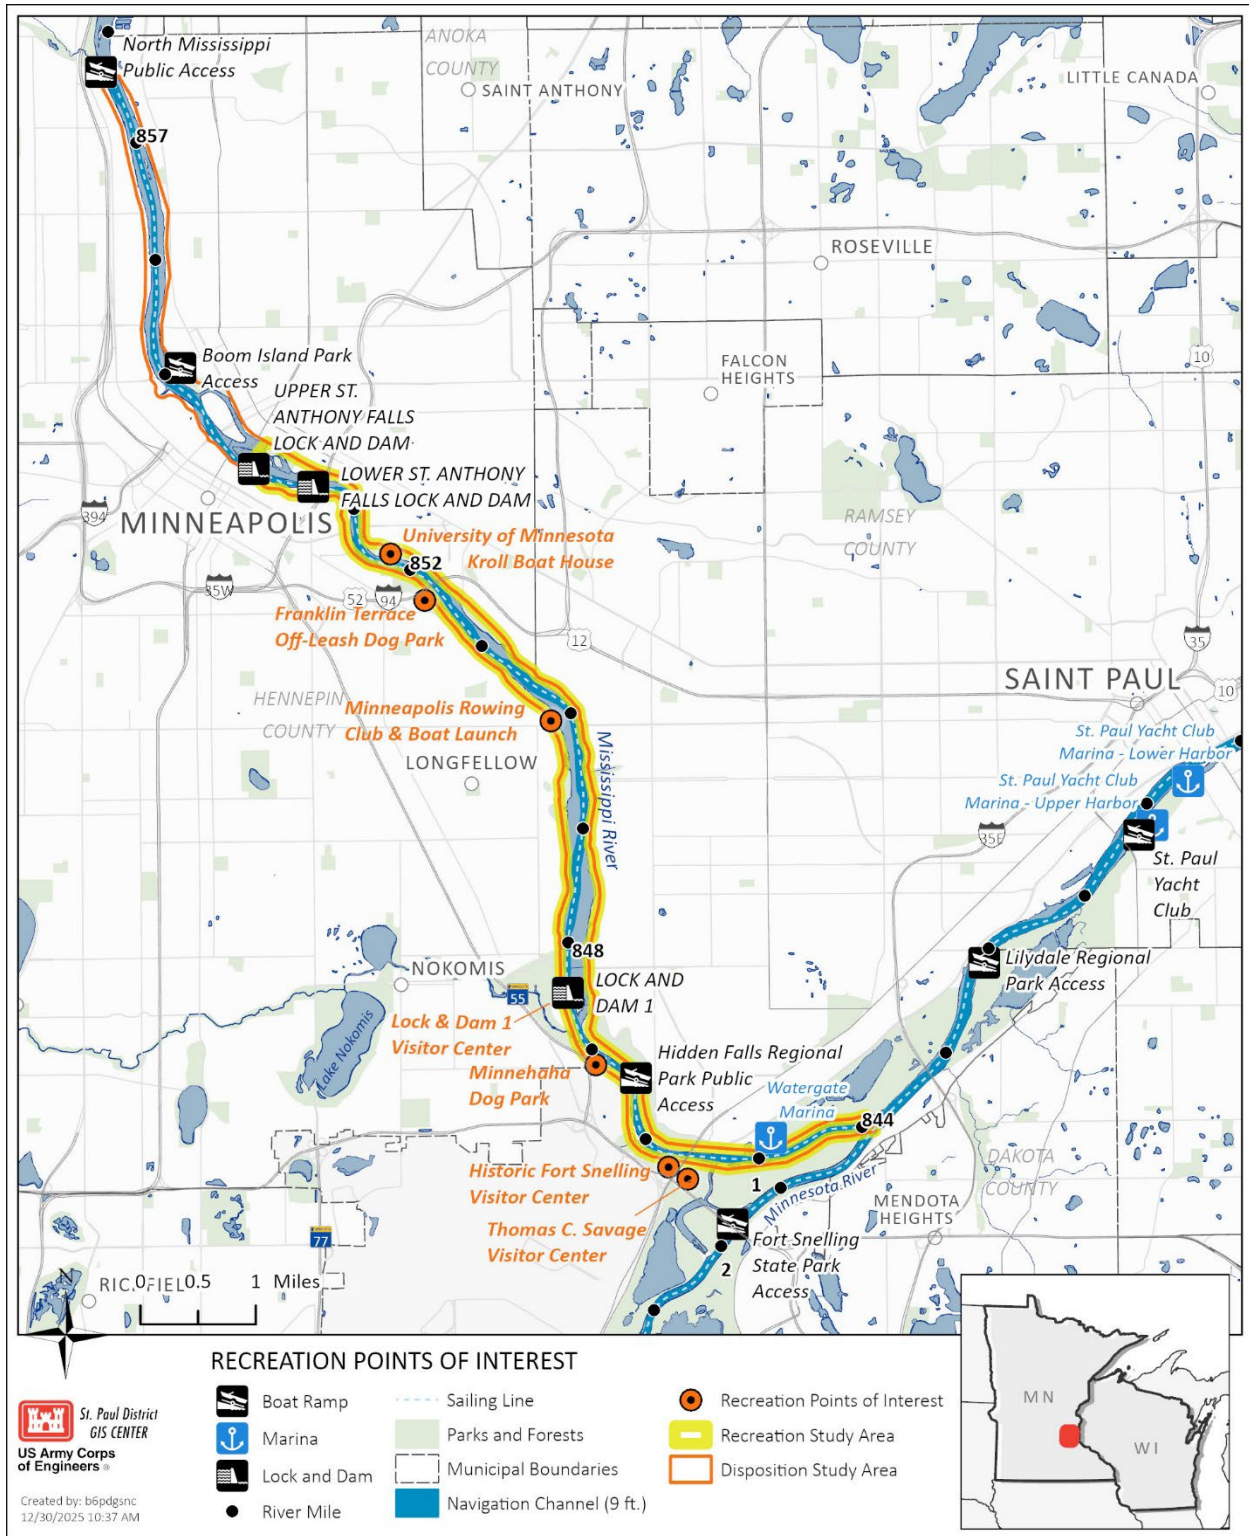 North Mississippi
Public Access
ANOKA
COUNTY
SAINT ANTHONY
LITTLE CANADA
857
ROSEVILLE
Boom Island Park
Access
FALCON
HEIGHTS
10
UPPER ST.
ANTHONY FALLS
LOCK AND DAM
LOWER ST. ANTHONY
FALLS LOCK AND DAM
394
MINNEAPOLIS
RAMSEY
COUNTY
University of Minnesota
Kroll Boat House
852
35W
52
94
Franklin Terrace
Off-Leash Dog Park
12
35
HENNEPIN
COUNTY
SAINT PAUL
10
Minneapolis Rowing
Club & Boat Launch
Mississippi River
St. Paul Yacht Club
Marina - Lower Harbor
LONGFELLOW
St. Paul Yacht Club
Marina - Upper Harbor
35E
St. Paul
Yacht
Club
848
NOKOMIS
55
LOCK AND
DAM 1
Lilydale Regional
Park Access
Lake Nokomis
Lock & Dam 1
Visitor Center
Minnehaha
Dog Park
Hidden Falls Regional
Park Public
Access
Watergate
Marina
844
Historic Fort Snelling
Visitor Center
1
Minnesota River
DAKOTA
COUNTY
MENDOTA
HEIGHTS
Thomas C. Savage
Visitor Center
77
2
Fort Snelling
State Park
Access
N
RIC
FIEL
0 0.5 1 Miles
RECREATION POINTS OF INTEREST
Boat Ramp
Marina
Lock and Dam
River Mile
Sailing Line
Parks and Forests
Municipal Boundaries
Navigation Channel (9 ft.)
Recreation Points of Interest
Recreation Study Area
Disposition Study Area
MN
WI
St. Paul District
GIS CENTER
US Army Corps
of Engineers ®
Created by: b6pdgsnc
12/30/2025 10:37 AM